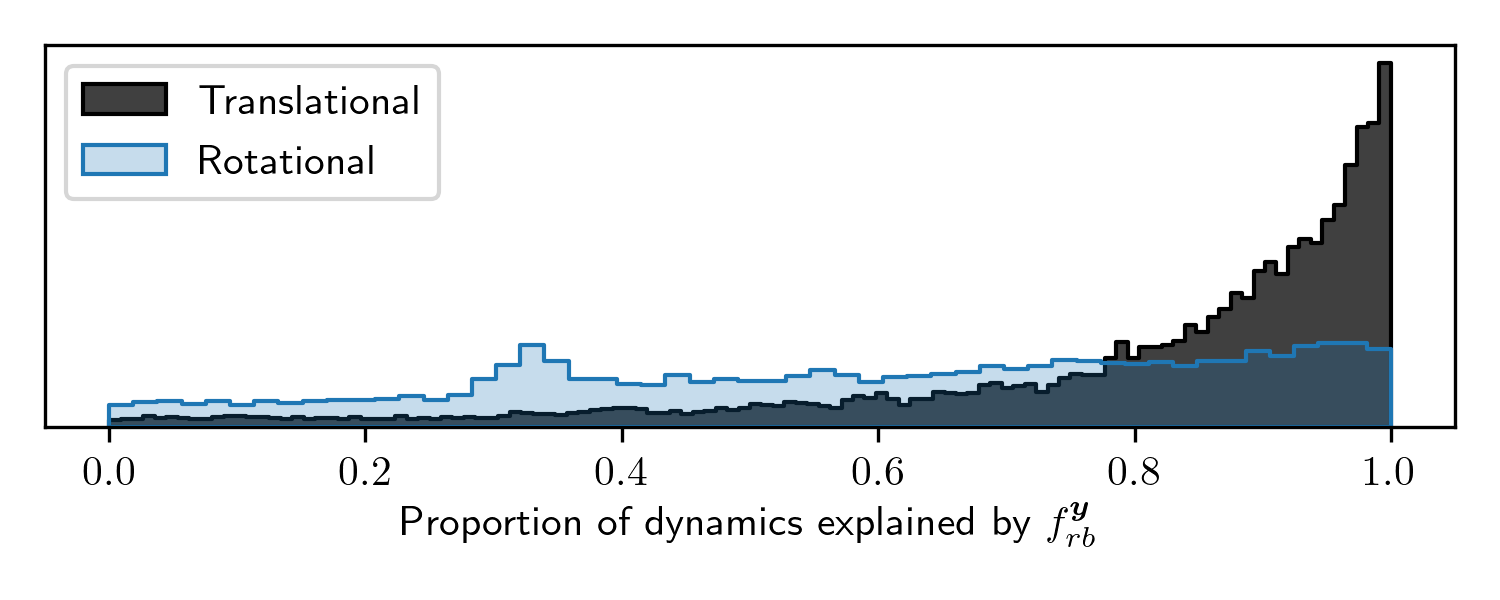 Translational
Rotational
0.0 0.2 0.4 0.6 0.8 1.0
Proportion of dynamics explained by $f_{rb}^{\boldsymbol{y}}$